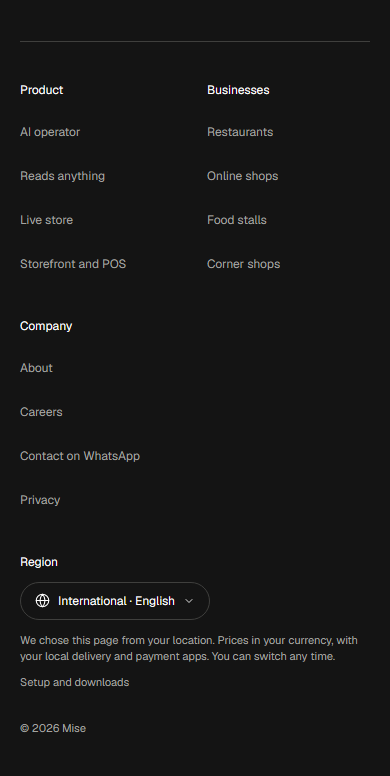 Product
AI operator
Reads anything
Live store
Storefront and POS
Businesses
Restaurants
Online shops
Food stalls
Corner shops
Company
About
Careers
Contact on WhatsApp
Privacy
Region
International · English
We chose this page from your location. Prices in your currency, with
your local delivery and payment apps. You can switch any time.
Setup and downloads
© 2026 Mise